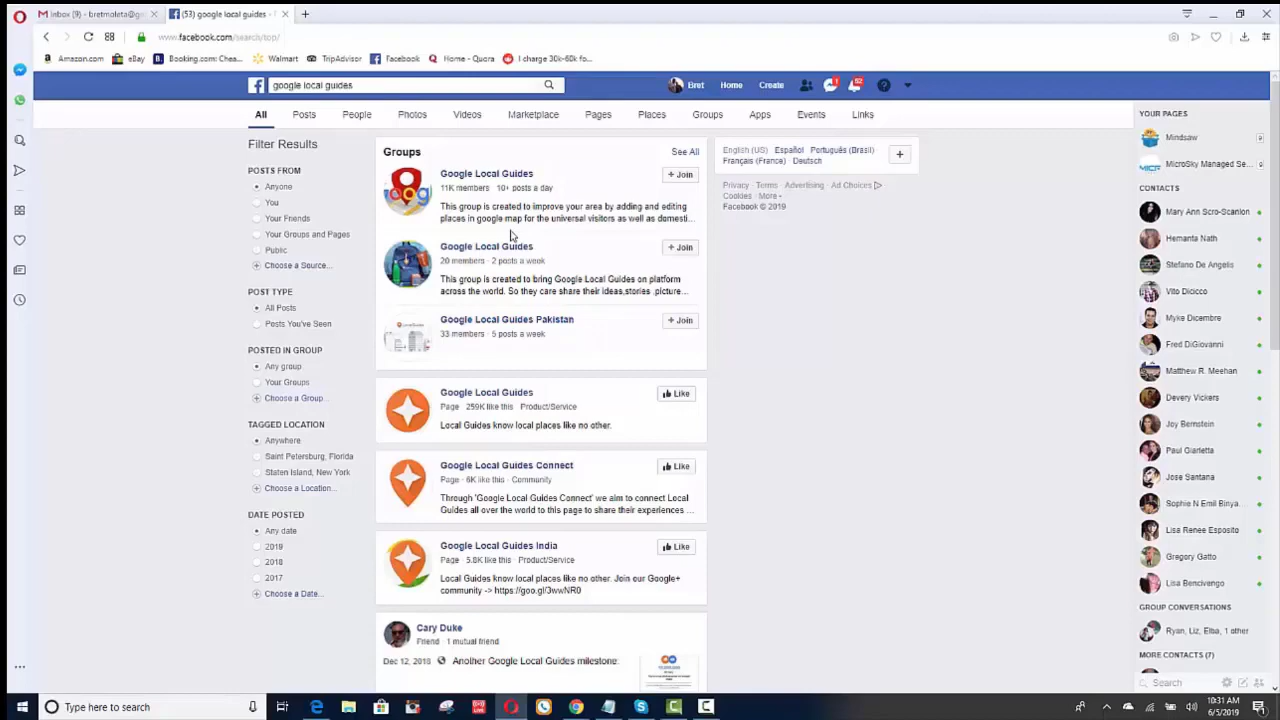 Inbox (9) - bretmoleta@g
(53) google local guides -
www.facebook.com/search/top/
Amazon.com
eBay
Booking.com: Chea...
Walmart
TripAdvisor
Facebook
Home - Quora
I charge 30k-60k fo...
google local guides
Bret
Home
Create
1
52
All
Posts
People
Photos
Videos
Marketplace
Pages
Places
Groups
Apps
Events
Links
Filter Results
POSTS FROM
Anyone
You
Your Friends
Your Groups and Pages
Public
Choose a Source...
POST TYPE
All Posts
Posts You've Seen
POSTED IN GROUP
Any group
Your Groups
Choose a Group...
TAGGED LOCATION
Anywhere
Saint Petersburg, Florida
Staten Island, New York
Choose a Location...
DATE POSTED
Any date
2019
2018
2017
Choose a Date...
Groups
See All
Google Local Guides
+ Join
11K members · 10+ posts a day
This group is created to improve your area by adding and editing
places in google map for the universal visitors as well as domesti...
Google Local Guides
+ Join
20 members · 2 posts a week
This group is created to bring Google Local Guides on platform
across the world. So they care share their ideas,stories ,picture...
Google Local Guides Pakistan
+ Join
33 members · 5 posts a week
Google Local Guides
Like
Page · 259K like this · Product/Service
Local Guides know local places like no other.
Google Local Guides Connect
Like
Page · 6K like this · Community
Through 'Google Local Guides Connect' we aim to connect Local
Guides all over the world to this page to share their experiences ...
Google Local Guides India
Like
Page · 5.8K like this · Product/Service
Local Guides know local places like no other. Join our Google+
community -> https://goo.gl/3wwNR0
Cary Duke
Friend · 1 mutual friend
Dec 12, 2018
Another Google Local Guides milestone:
English (US) · Español · Português (Brasil) ·
Français (France) · Deutsch
Privacy · Terms · Advertising · Ad Choices
Cookies · More
Facebook © 2019
YOUR PAGES
Mindsaw
MicroSky Managed Se...
CONTACTS
Mary Ann Scro-Scanlon
Hemanta Nath
Stefano De Angelis
Vito Dicicco
Myke Dicembre
Fred DiGiovanni
Matthew R. Meehan
Devery Vickers
Joy Bernstein
Paul Giarletta
Jose Santana
Sophie N Emil Binya...
Lisa Renee Esposito
Gregory Gatto
Lisa Bencivengo
GROUP CONVERSATIONS
Ryan, Liz, Elba, 1 other
MORE CONTACTS (7)
Search
Type here to search
10:31 AM
6/5/2019